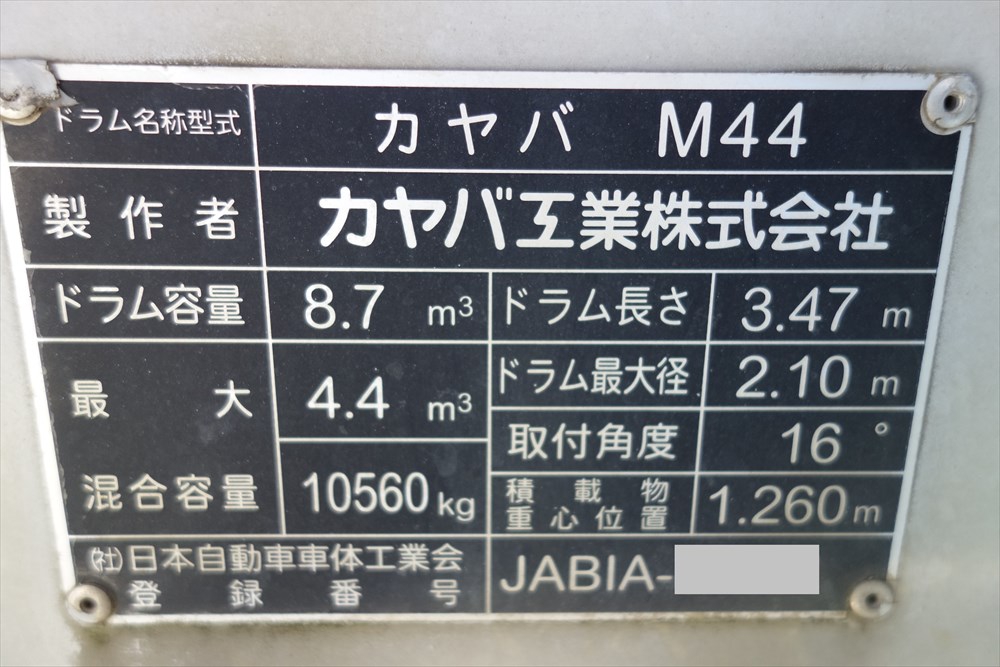 ドラム名称型式 カヤバ M44
製作者 カヤバ工業株式会社
ドラム容量 8.7 m³ ドラム長さ 3.47 m
最大 4.4 m³ ドラム最大径 2.10 m
取付角度 16°
混合容量 10560kg 積載物
重心位置 1.260m
(社)日本自動車車体工業会
登録番号 JABIA-